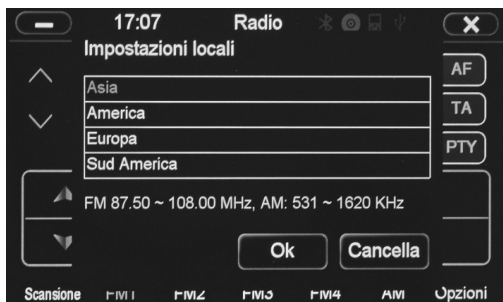 17:07 Radio
Impostazioni locali
AF
Asia
America
TA
Europa
PTY
Sud America
FM 87.50 ~ 108.00 MHz, AM: 531 ~ 1620 KHz
Ok Cancella
Scansione FM1 FM2 FM3 FM4 AM Opzioni